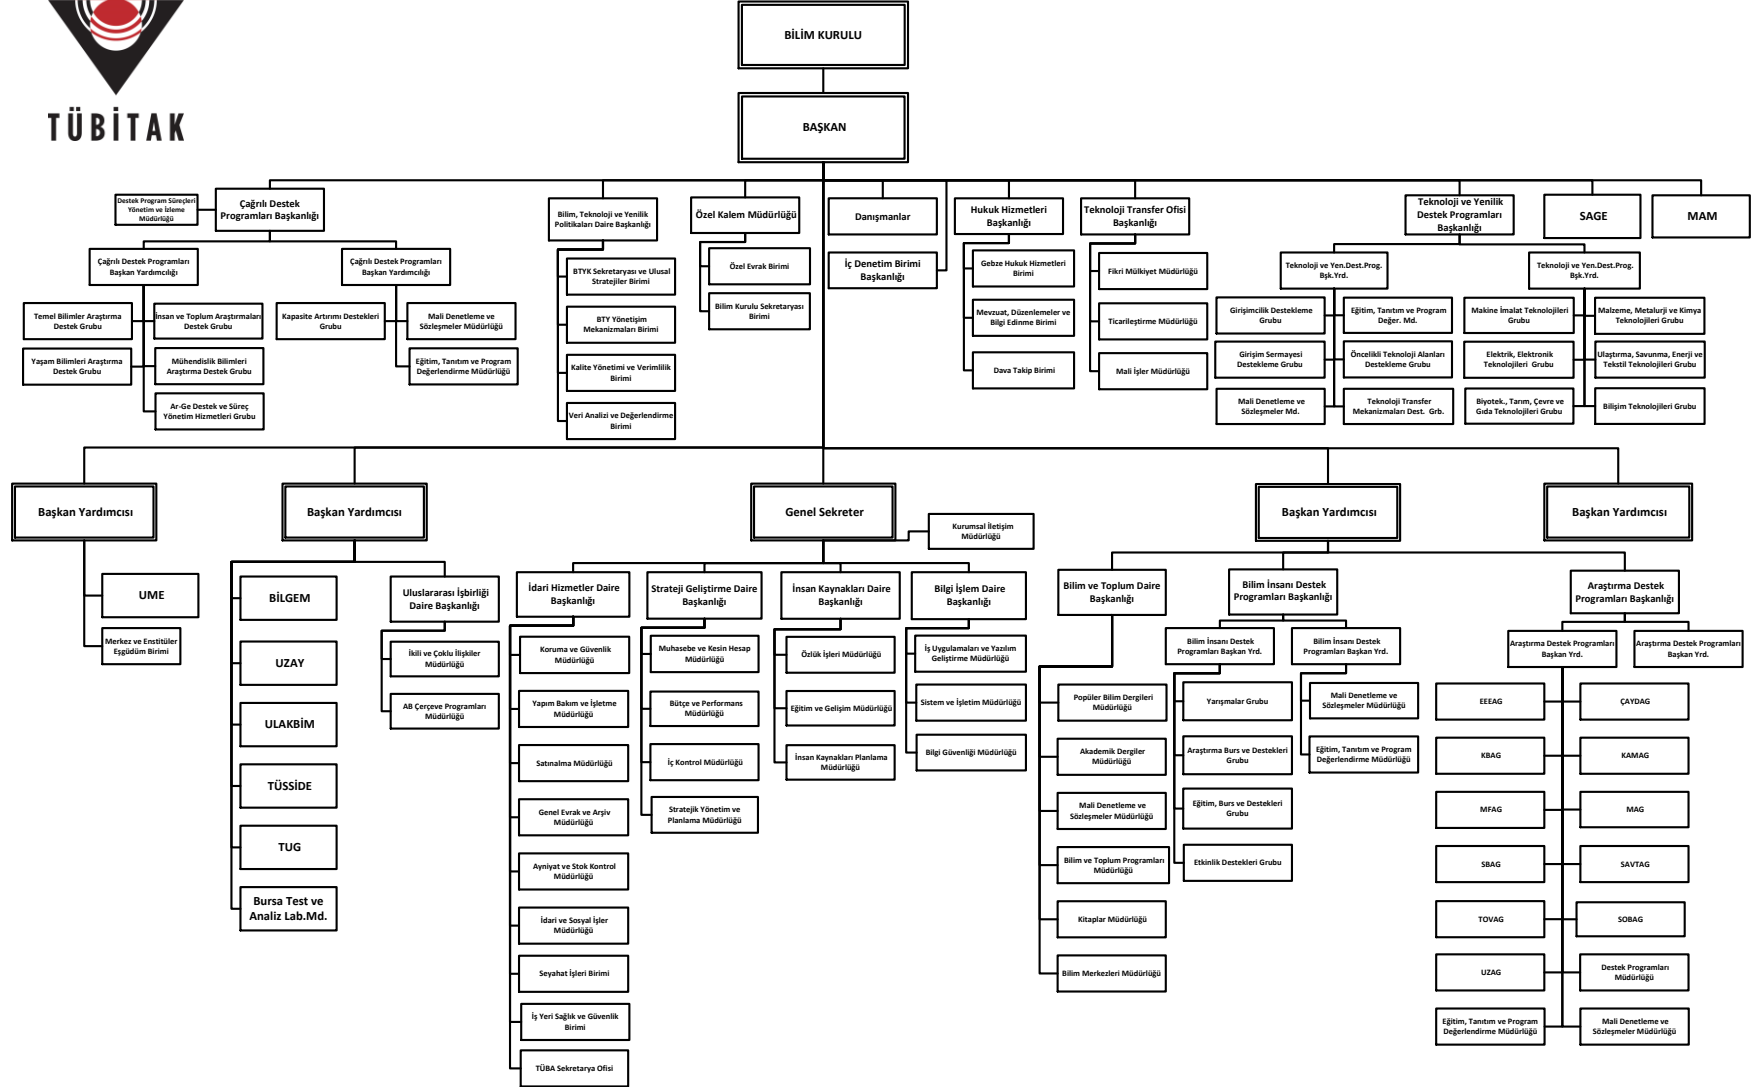 TÜBİTAK
BİLİM KURULU
BAŞKAN
Destek Program Süreçleri
Yönetim ve İzleme
Müdürlüğü
Çağrılı Destek
Programları Başkanlığı
Çağrılı Destek Programları
Başkan Yardımcılığı
Temel Bilimler Araştırma
Destek Grubu
İnsan ve Toplum Araştırmaları
Destek Grubu
Yaşam Bilimleri Araştırma
Destek Grubu
Mühendislik Bilimleri
Araştırma Destek Grubu
Ar-Ge Destek ve Süreç
Yönetim Hizmetleri Grubu
Çağrılı Destek Programları
Başkan Yardımcılığı
Kapasite Artırımı Destekleri
Grubu
Mali Denetleme ve
Sözleşmeler Müdürlüğü
Eğitim, Tanıtım ve Program
Değerlendirme Müdürlüğü
Bilim, Teknoloji ve Yenilik
Politikaları Daire Başkanlığı
BTYK Sekretaryası ve Ulusal
Stratejiler Birimi
BTY Yönetişim
Mekanizmaları Birimi
Kalite Yönetimi ve Verimlilik
Birimi
Veri Analizi ve Değerlendirme
Birimi
Özel Kalem Müdürlüğü
Özel Evrak Birimi
Bilim Kurulu Sekretaryası
Birimi
Danışmanlar
İç Denetim Birimi
Başkanlığı
Hukuk Hizmetleri
Başkanlığı
Gebze Hukuk Hizmetleri
Birimi
Mevzuat, Düzenlemeler ve
Bilgi Edinme Birimi
Dava Takip Birimi
Teknoloji Transfer Ofisi
Başkanlığı
Fikri Mülkiyet Müdürlüğü
Ticarileştirme Müdürlüğü
Mali İşler Müdürlüğü
Teknoloji ve Yenilik
Destek Programları
Başkanlığı
Teknoloji ve Yen.Dest.Prog.
Bşk.Yrd.
Girişimcilik Destekleme
Grubu
Eğitim, Tanıtım ve Program
Değer. Md.
Girişim Sermayesi
Destekleme Grubu
Öncelikli Teknoloji Alanları
Destekleme Grubu
Mali Denetleme ve
Sözleşmeler Md.
Teknoloji Transfer
Mekanizmaları Dest. Grb.
Teknoloji ve Yen.Dest.Prog.
Bşk.Yrd.
Makine İmalat Teknolojileri
Grubu
Malzeme, Metalurji ve Kimya
Teknolojileri Grubu
Elektrik, Elektronik
Teknolojileri Grubu
Ulaştırma, Savunma, Enerji ve
Tekstil Teknolojileri Grubu
Biyotek., Tarım, Çevre ve
Gıda Teknolojileri Grubu
Bilişim Teknolojileri Grubu
SAGE
MAM
Başkan Yardımcısı
UME
Merkez ve Enstitüler
Eşgüdüm Birimi
Başkan Yardımcısı
BİLGEM
UZAY
ULAKBİM
TÜSSİDE
TUG
Bursa Test ve
Analiz Lab.Md.
Uluslararası İşbirliği
Daire Başkanlığı
İkili ve Çoklu İlişkiler
Müdürlüğü
AB Çerçeve Programları
Müdürlüğü
Genel Sekreter
Kurumsal İletişim
Müdürlüğü
İdari Hizmetler Daire
Başkanlığı
Koruma ve Güvenlik
Müdürlüğü
Yapım Bakım ve İşletme
Müdürlüğü
Satınalma Müdürlüğü
Genel Evrak ve Arşiv
Müdürlüğü
Ayniyat ve Stok Kontrol
Müdürlüğü
İdari ve Sosyal İşler
Müdürlüğü
Seyahat İşleri Birimi
İş Yeri Sağlık ve Güvenlik
Birimi
TÜBA Sekretarya Ofisi
Strateji Geliştirme Daire
Başkanlığı
Muhasebe ve Kesin Hesap
Müdürlüğü
Bütçe ve Performans
Müdürlüğü
İç Kontrol Müdürlüğü
Stratejik Yönetim ve
Planlama Müdürlüğü
İnsan Kaynakları Daire
Başkanlığı
Özlük İşleri Müdürlüğü
Eğitim ve Gelişim Müdürlüğü
İnsan Kaynakları Planlama
Müdürlüğü
Bilgi İşlem Daire
Başkanlığı
İş Uygulamaları ve Yazılım
Geliştirme Müdürlüğü
Sistem ve İşletim Müdürlüğü
Bilgi Güvenliği Müdürlüğü
Başkan Yardımcısı
Bilim ve Toplum Daire
Başkanlığı
Popüler Bilim Dergileri
Müdürlüğü
Akademik Dergiler
Müdürlüğü
Mali Denetleme ve
Sözleşmeler Müdürlüğü
Bilim ve Toplum Programları
Müdürlüğü
Kitaplar Müdürlüğü
Bilim Merkezleri Müdürlüğü
Bilim İnsanı Destek
Programları Başkanlığı
Bilim İnsanı Destek
Programları Başkan Yrd.
Yarışmalar Grubu
Araştırma Burs ve Destekleri
Grubu
Eğitim, Burs ve Destekleri
Grubu
Etkinlik Destekleri Grubu
Bilim İnsanı Destek
Programları Başkan Yrd.
Mali Denetleme ve
Sözleşmeler Müdürlüğü
Eğitim, Tanıtım ve Program
Değerlendirme Müdürlüğü
Araştırma Destek
Programları Başkanlığı
Araştırma Destek Programları
Başkan Yrd.
Araştırma Destek Programları
Başkan Yrd.
EEEAG
ÇAYDAG
KBAG
KAMAG
MFAG
MAG
SBAG
SAVTAG
TOVAG
SOBAG
UZAG
Destek Programları
Müdürlüğü
Eğitim, Tanıtım ve Program
Değerlendirme Müdürlüğü
Mali Denetleme ve
Sözleşmeler Müdürlüğü
Başkan Yardımcısı